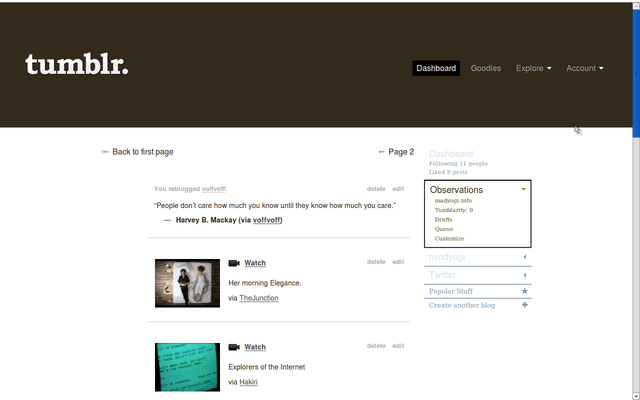 tumblr.
Dashboard Goodies Explore Account
Back to first page Page 2
You reblogged voffvoff: delete edit
“People don't care how much you know until they know how much you care.”
— Harvey B. Mackay (via voffvoff)
Watch delete edit
Her morning Elegance.
via TheJunction
Watch delete edit
Explorers of the Internet
via Hakiri
Dashboard
Following 11 people
Liked 8 posts
Observations
madyogi.info
Tumblarity: 0
Drafts
Queue
Customize
mindyogi
Twitter
Popular Stuff
Create another blog